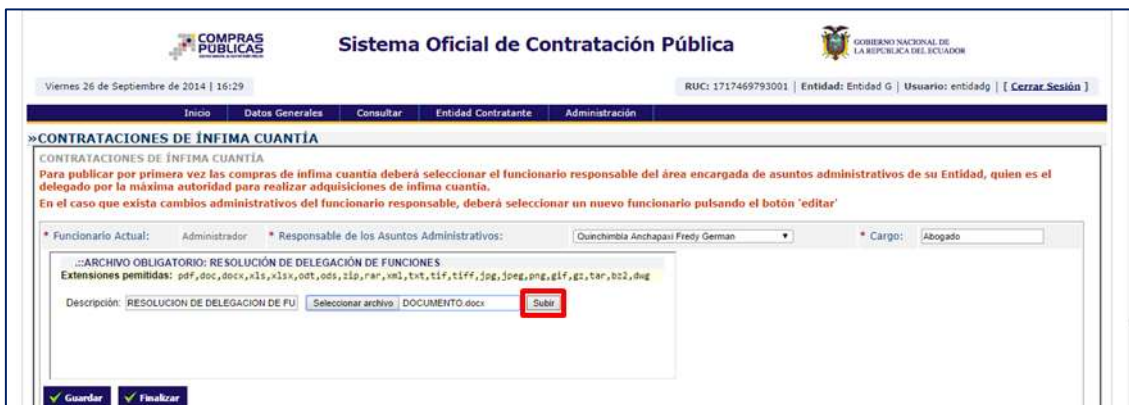 COMPRAS
PÚBLICAS
Sistema Oficial de Contratación Pública
GOBIERNO NACIONAL DE
LA REPUBLICA DEL ECUADOR
Viernes 26 de Septiembre de 2014 | 16:29
RUC: 1717469793001 | Entidad: Entidad G | Usuario: entidadg | [ Cerrar Sesión ]
Inicio Datos Generales Consultar Entidad Contratante Administración
»CONTRATACIONES DE ÍNFIMA CUANTÍA
CONTRATACIONES DE ÍNFIMA CUANTÍA
Para publicar por primera vez las compras de ínfima cuantía deberá seleccionar el funcionario responsable del área encargada de asuntos administrativos de su Entidad, quien es el
delegado por la máxima autoridad para realizar adquisiciones de ínfima cuantía.
En el caso que exista cambios administrativos del funcionario responsable, deberá seleccionar un nuevo funcionario pulsando el botón 'editar'
* Funcionario Actual: Administrador * Responsable de los Asuntos Administrativos: Quinchimbla Anchapaxi Fredy German * Cargo: Abogado
.::ARCHIVO OBLIGATORIO: RESOLUCIÓN DE DELEGACIÓN DE FUNCIONES
Extensiones pemitidas: pdf,doc,docx,xls,xlsx,odt,ods,zip,rar,xml,txt,tif,tiff,jpg,jpeg,png,gif,gz,tar,bz2,dwg
Descripción: RESOLUCION DE DELEGACION DE FU Seleccionar archivo DOCUMENTO.docx Subir
Guardar Finalizar